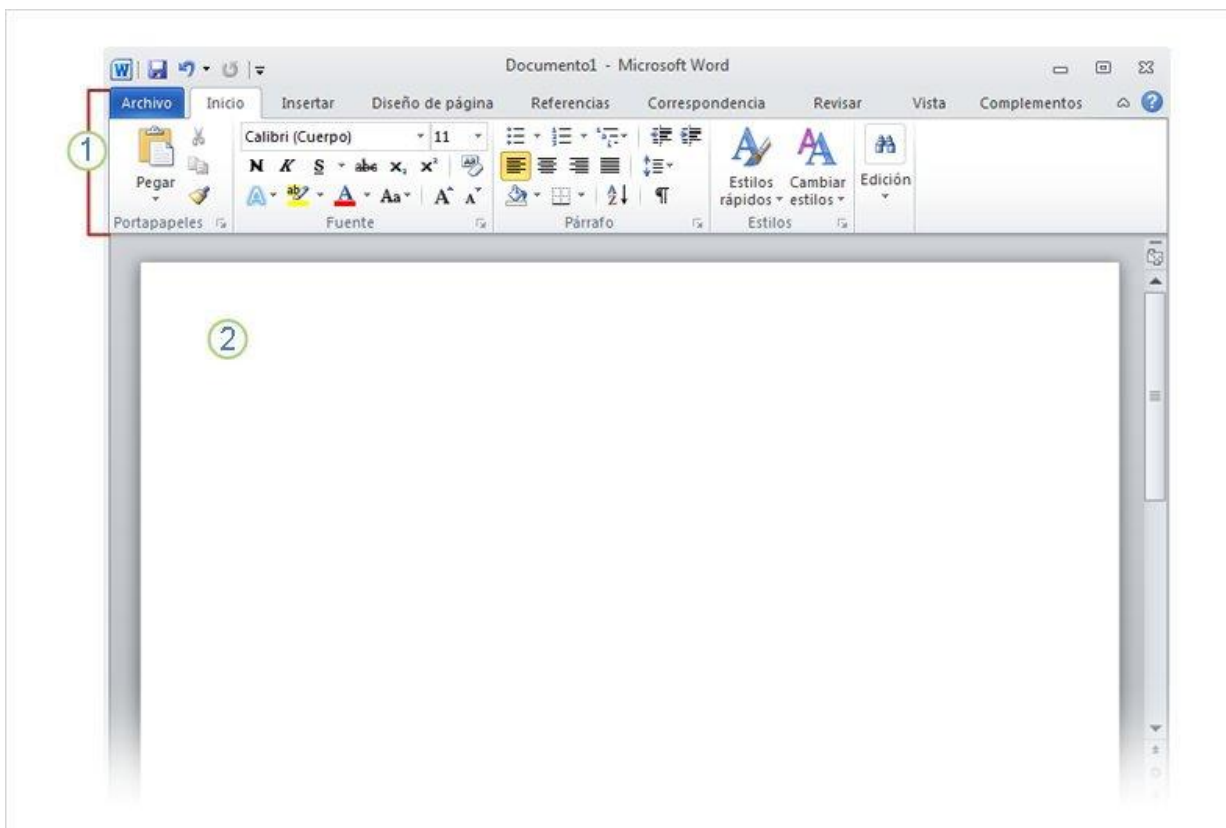 Documento1 - Microsoft Word
Archivo Inicio Insertar Diseño de página Referencias Correspondencia Revisar Vista Complementos
1
Calibri (Cuerpo) 11
N K S abc x₂ x²
Pegar
Aa A A
Estilos rápidos
Cambiar estilos
Edición
Portapapeles Fuente Párrafo Estilos
2